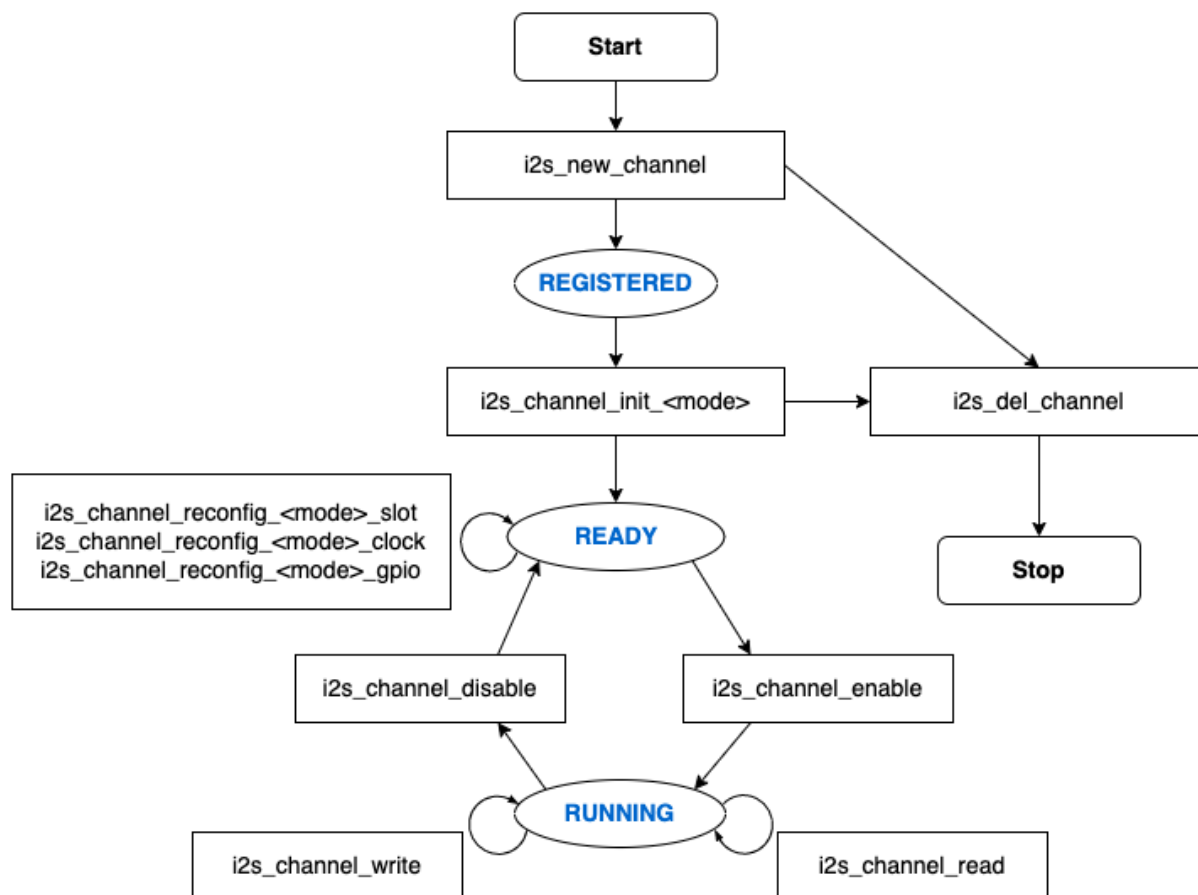 Start
i2s_new_channel
REGISTERED
i2s_channel_init_<mode>
i2s_del_channel
i2s_channel_reconfig_<mode>_slot
i2s_channel_reconfig_<mode>_clock
i2s_channel_reconfig_<mode>_gpio
READY
Stop
i2s_channel_disable
i2s_channel_enable
RUNNING
i2s_channel_write
i2s_channel_read